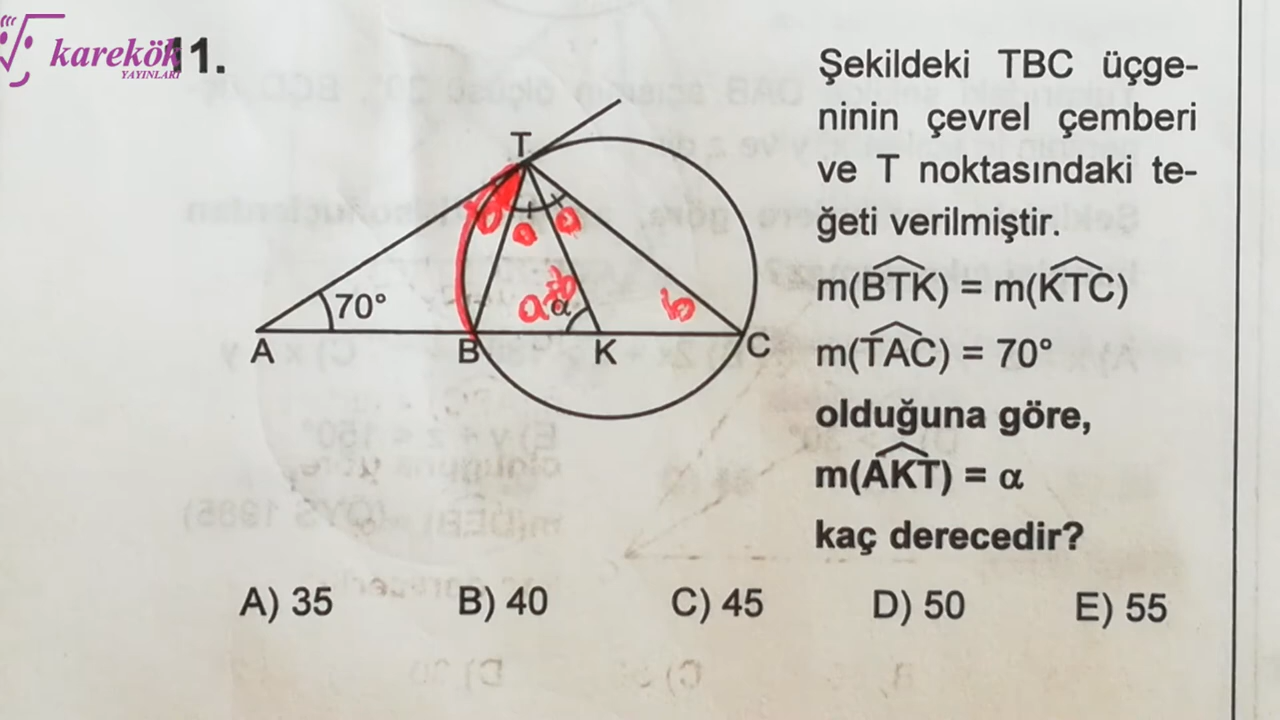 karekök
YAYINLARI
11.
Şekildeki TBC üçge-
ninin çevrel çemberi
ve T noktasındaki te-
ğeti verilmiştir.
m(BTK) = m(KTC)
m(TAC) = 70°
olduğuna göre,
m(AKT) = α
kaç derecedir?
T
b
a
a
70°
a+b
α
b
A
B
K
C
A) 35
B) 40
C) 45
D) 50
E) 55